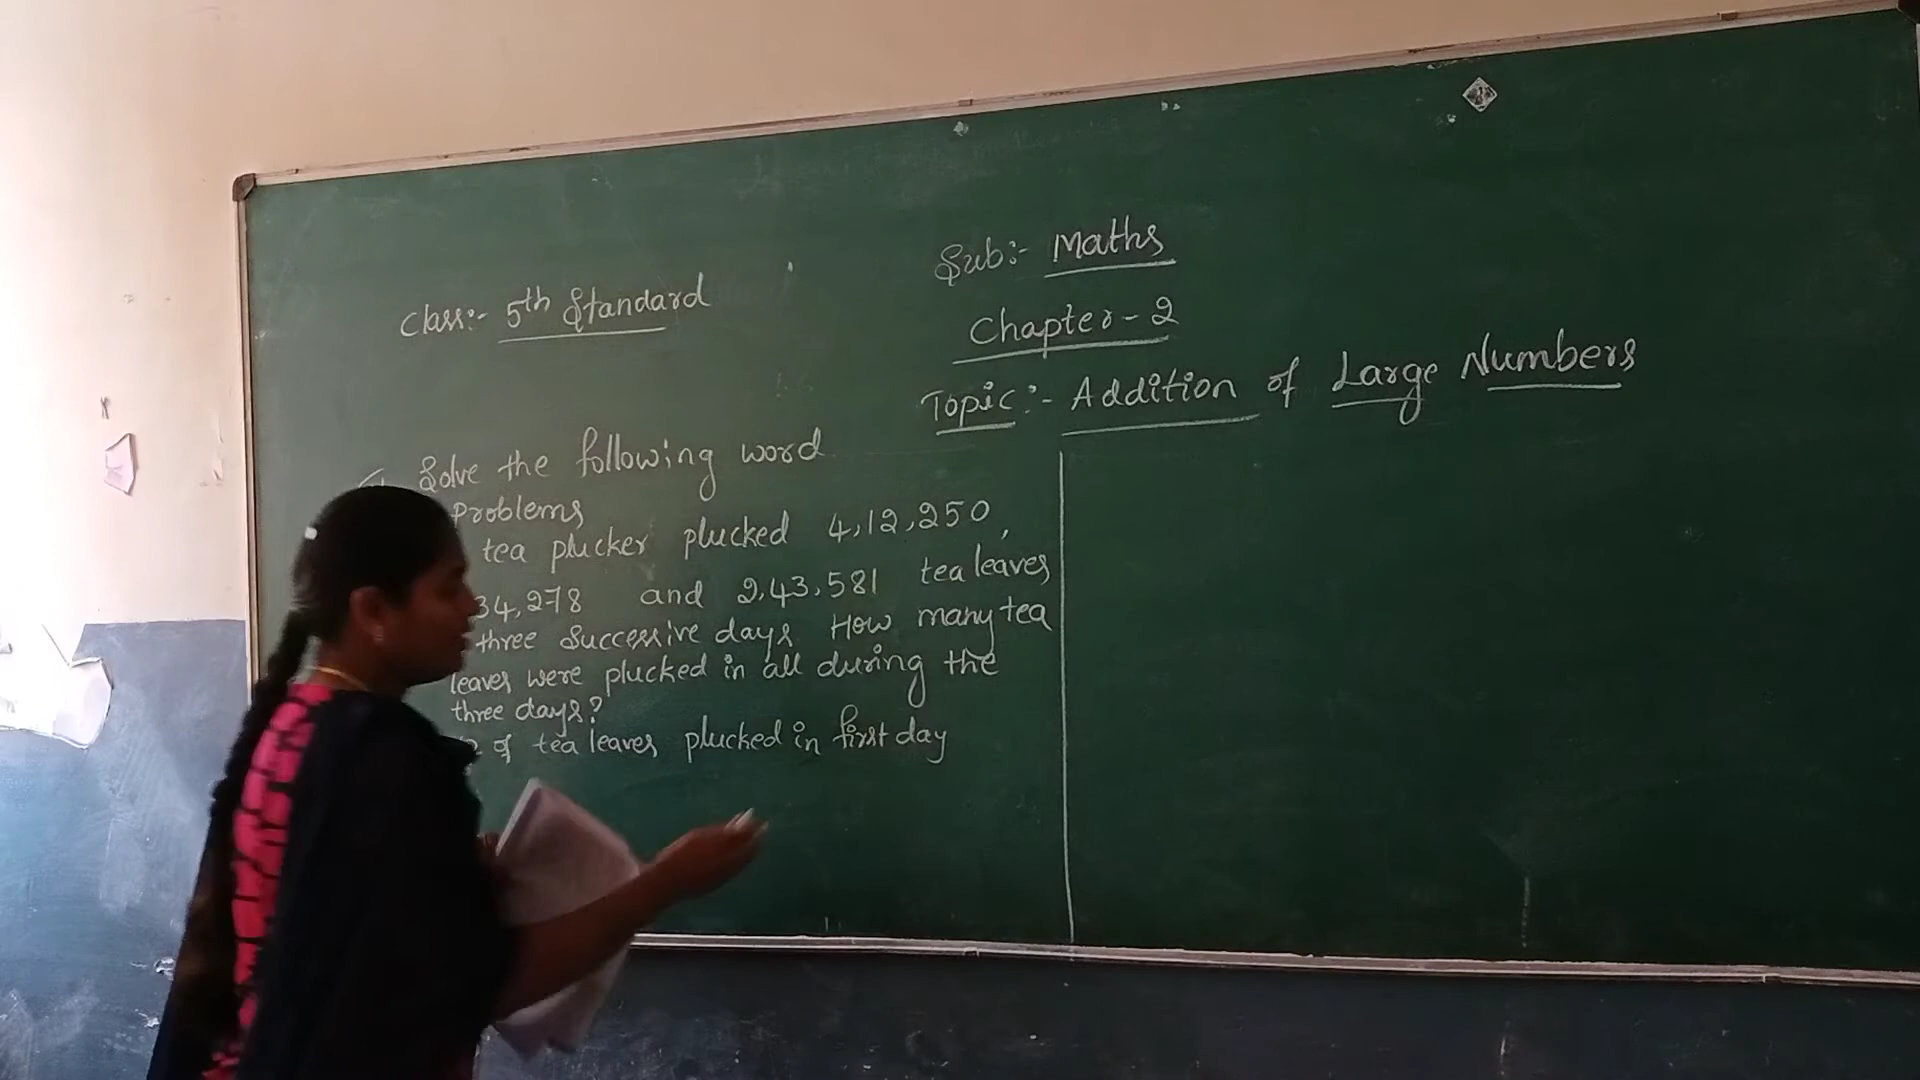 Sub:- Maths
Class:- 5th Standard
Chapter-2
Topic:- Addition of Large Numbers
Solve the following word
Problems
tea plucker plucked 4,12,250,
34,278 and 2,43,581 tea leaves
three successive days. How many tea
leaves were plucked in all during the
three days?
of tea leaves plucked in first day